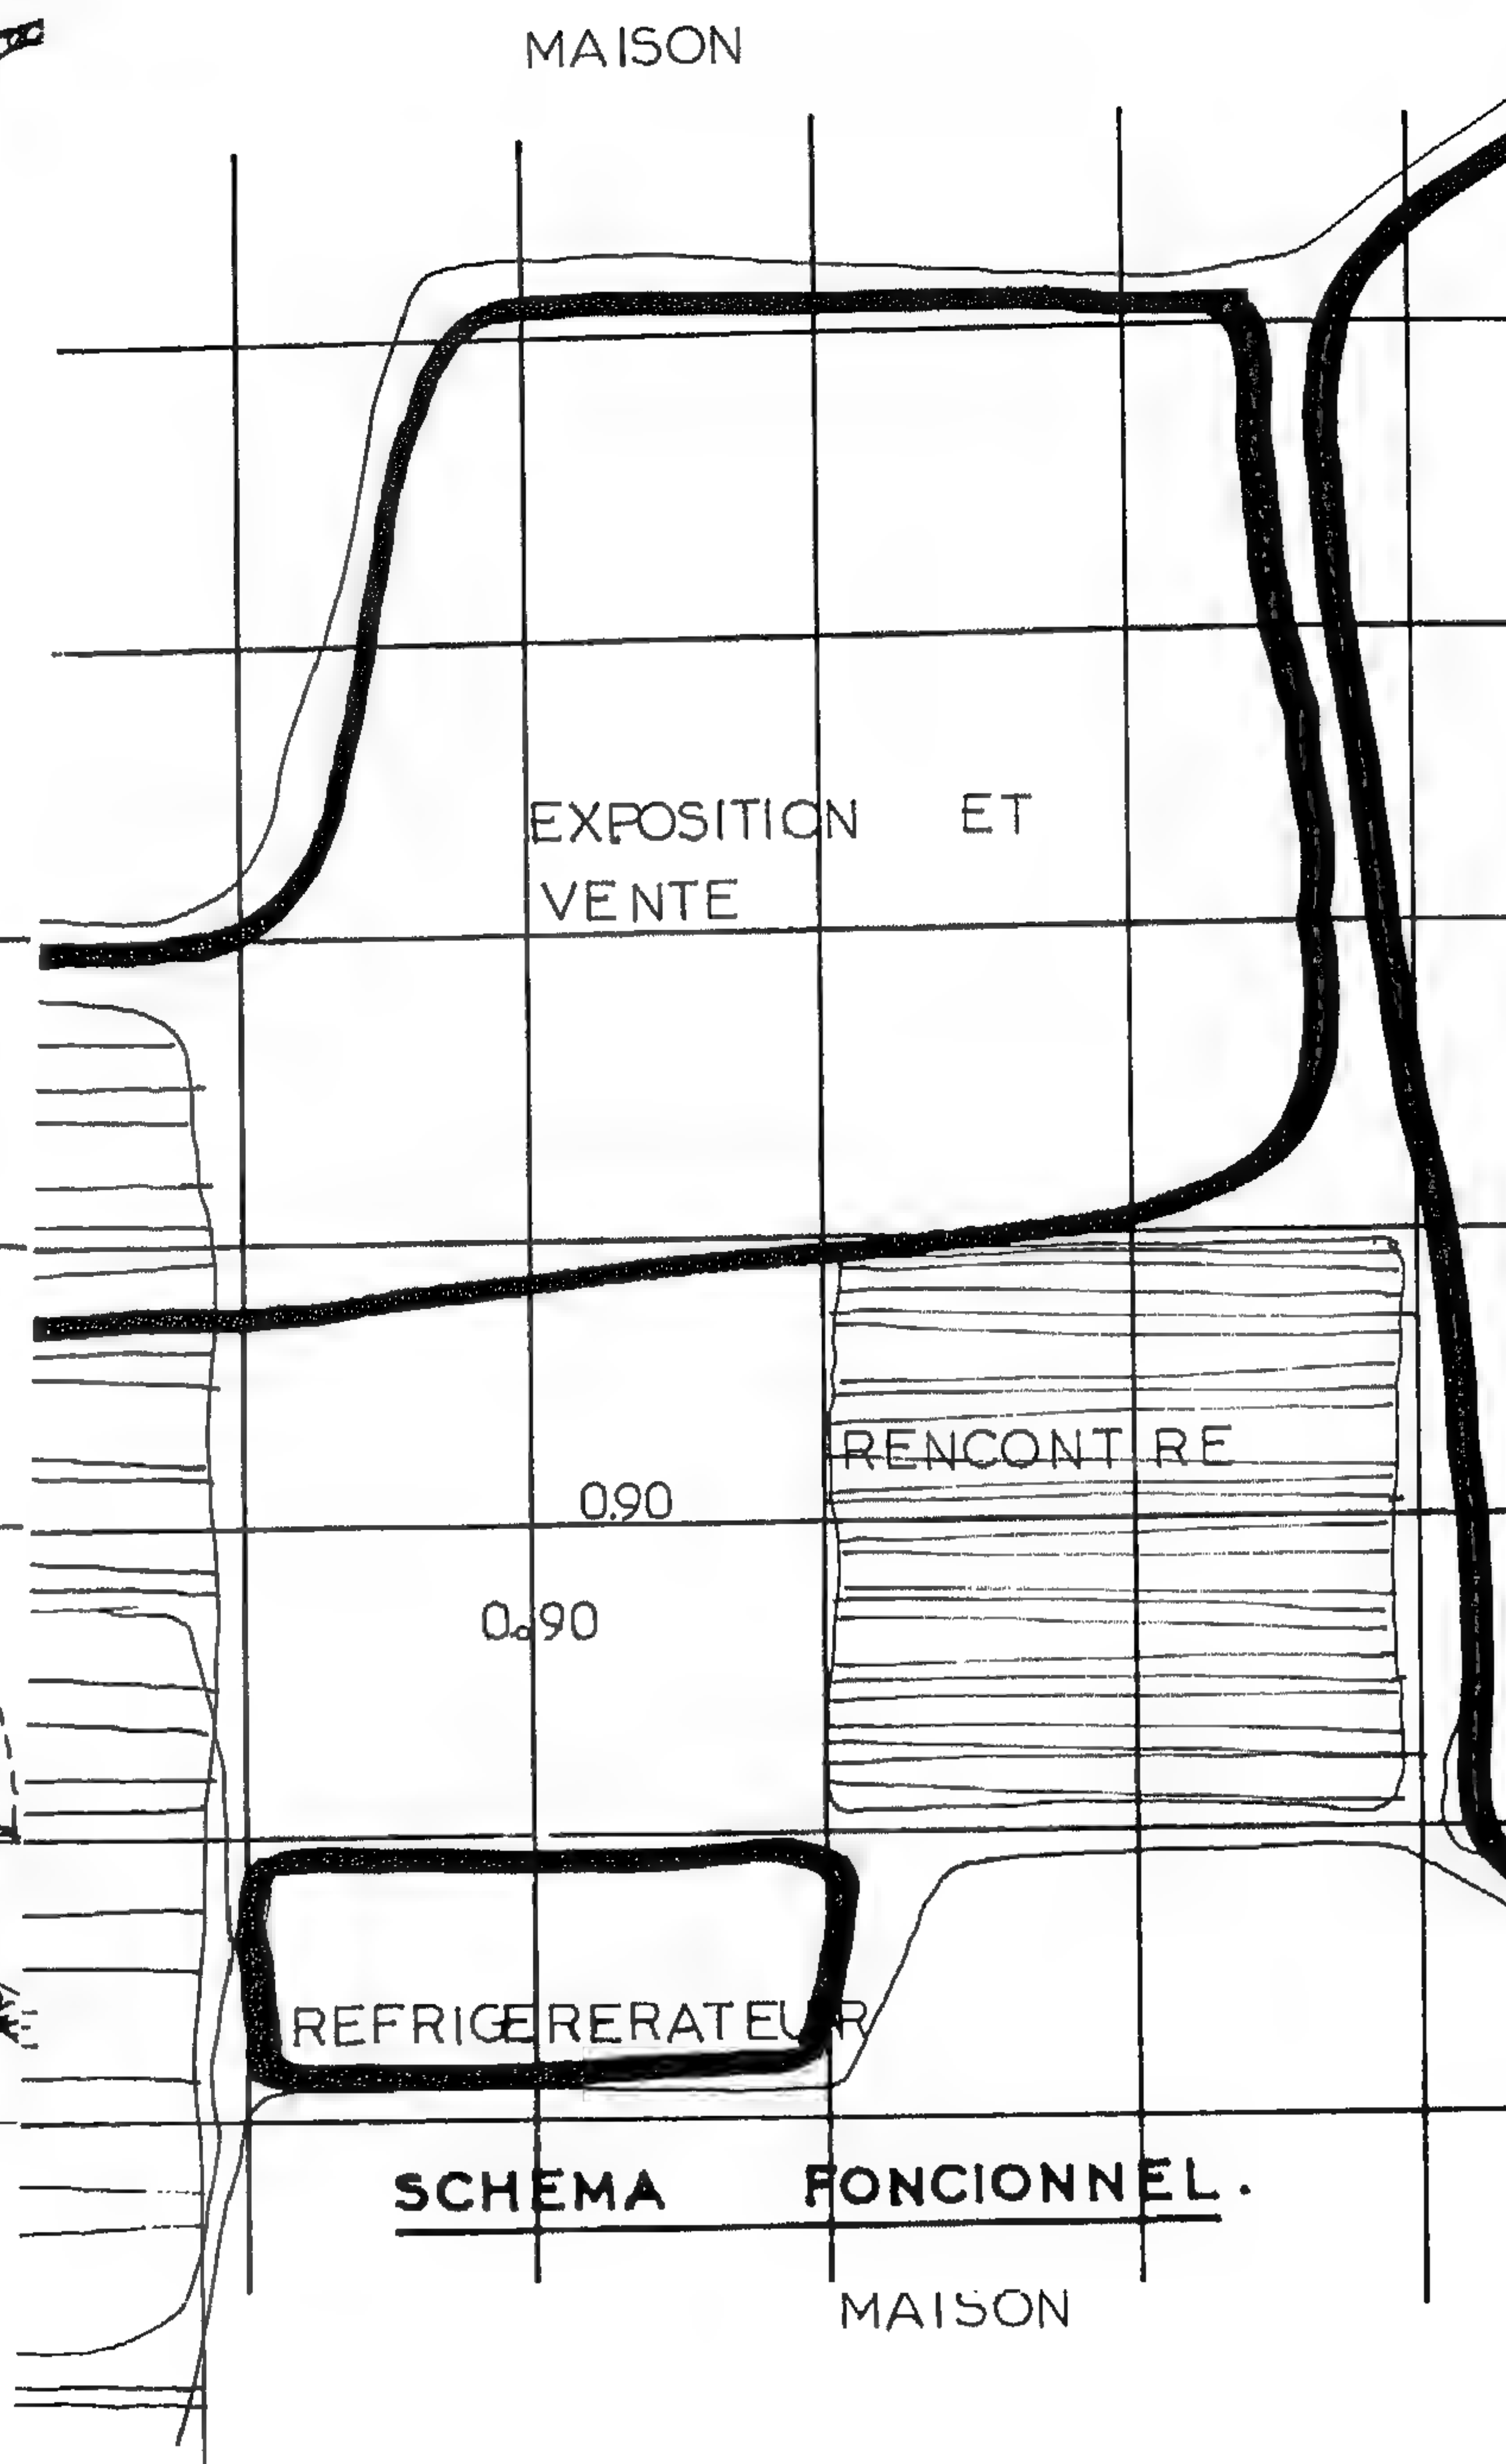 MAISON
EXPOSITION ET
VENTE
RENCONTRE
0.90
0.90
REFRIGERERATEUR
SCHEMA FONCIONNEL.
MAISON